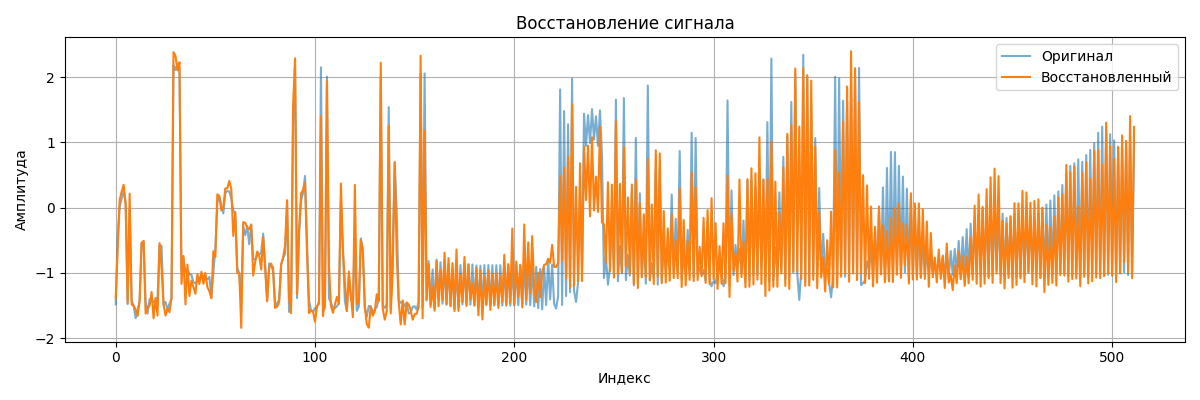 Восстановление сигнала
Оригинал
Восстановленный
Амплитуда
2
1
0
−1
−2
0
100
200
300
400
500
Индекс